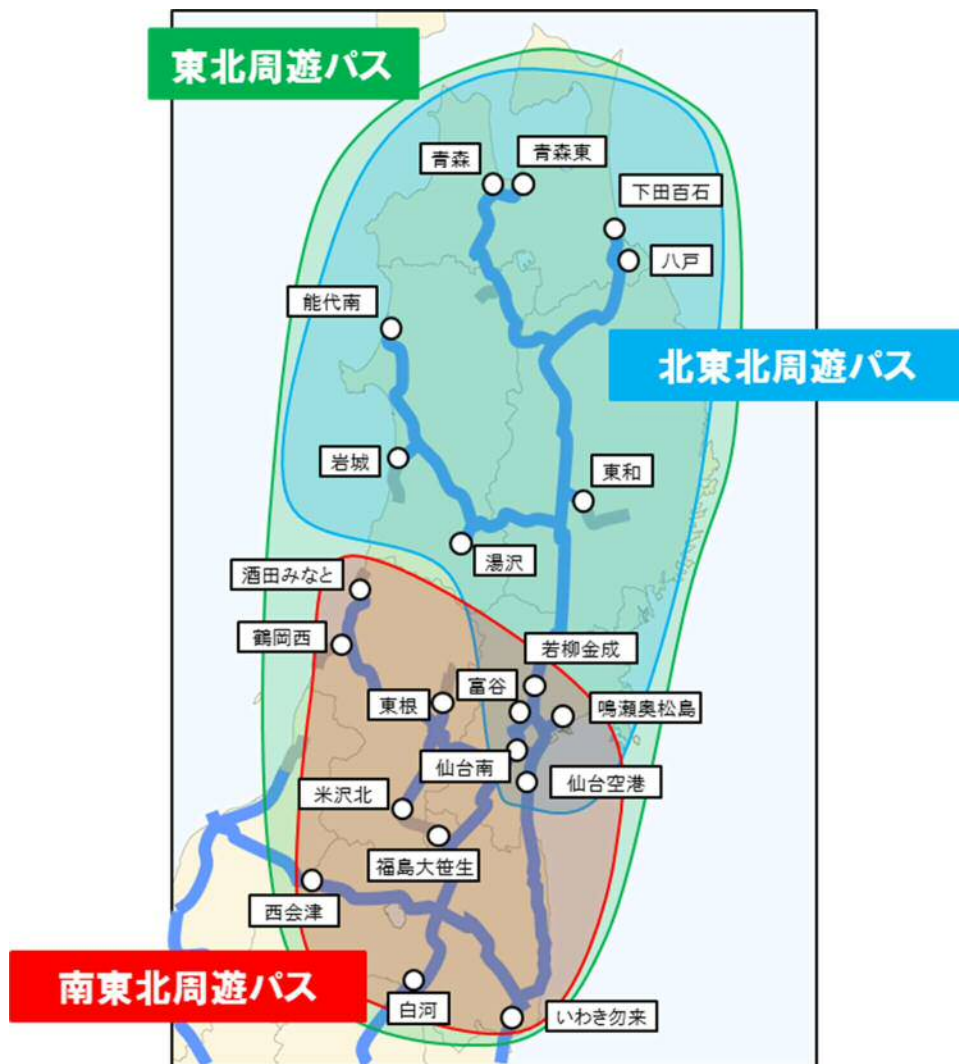 東北周遊パス
青森
青森東
下田百石
八戸
能代南
北東北周遊パス
岩城
東和
湯沢
酒田みなと
鶴岡西
若柳金成
富谷
東根
鳴瀬奥松島
仙台南
仙台空港
米沢北
福島大笹生
西会津
南東北周遊パス
白河
いわき勿来